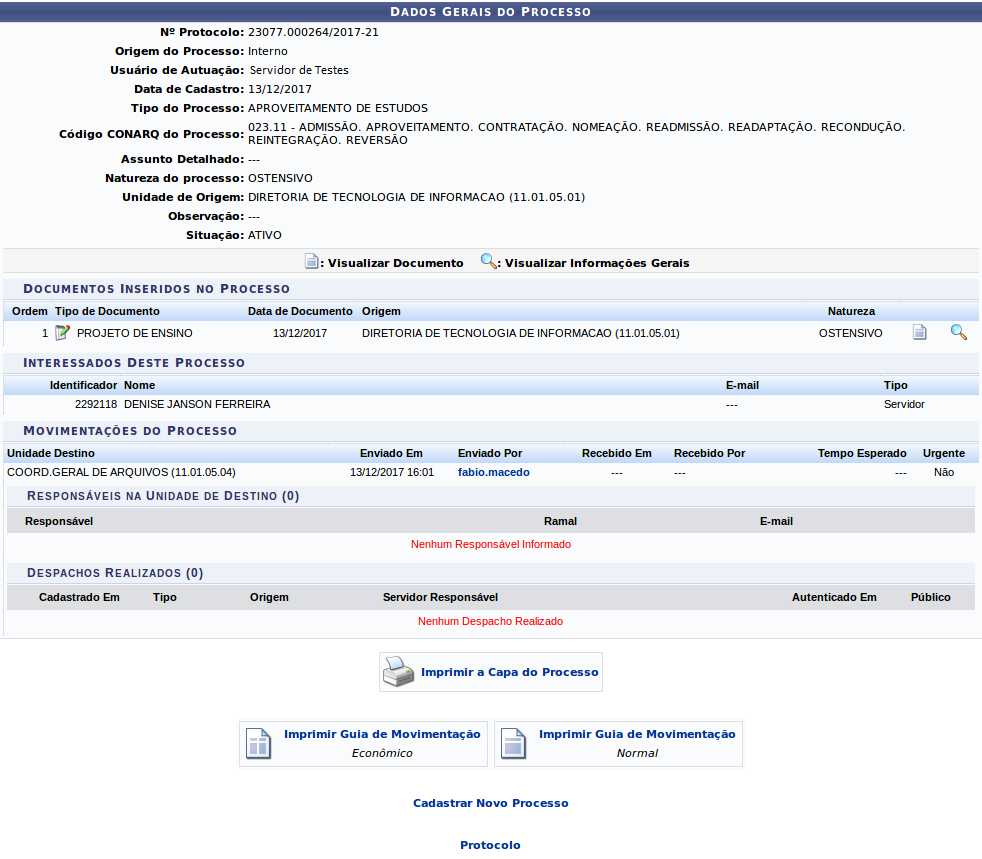 Dados Gerais do Processo
Nº Protocolo: 23077.000264/2017-21
Origem do Processo: Interno
Usuário de Autuação: Servidor de Testes
Data de Cadastro: 13/12/2017
Tipo do Processo: APROVEITAMENTO DE ESTUDOS
Código CONARQ do Processo: 023.11 - ADMISSÃO. APROVEITAMENTO. CONTRATAÇÃO. NOMEAÇÃO. READMISSÃO. READAPTAÇÃO. RECONDUÇÃO.
REINTEGRAÇÃO. REVERSÃO
Assunto Detalhado: ---
Natureza do processo: OSTENSIVO
Unidade de Origem: DIRETORIA DE TECNOLOGIA DE INFORMACAO (11.01.05.01)
Observação: ---
Situação: ATIVO
: Visualizar Documento : Visualizar Informações Gerais
Documentos Inseridos no Processo
Ordem Tipo de Documento Data de Documento Origem Natureza
1 PROJETO DE ENSINO 13/12/2017 DIRETORIA DE TECNOLOGIA DE INFORMACAO (11.01.05.01) OSTENSIVO
Interessados Deste Processo
Identificador Nome E-mail Tipo
2292118 DENISE JANSON FERREIRA --- Servidor
Movimentações do Processo
Unidade Destino Enviado Em Enviado Por Recebido Em Recebido Por Tempo Esperado Urgente
COORD.GERAL DE ARQUIVOS (11.01.05.04) 13/12/2017 16:01 fabio.macedo --- --- --- Não
Responsáveis na Unidade de Destino (0)
Responsável Ramal E-mail
Nenhum Responsável Informado
Despachos Realizados (0)
Cadastrado Em Tipo Origem Servidor Responsável Autenticado Em Público
Nenhum Despacho Realizado
Imprimir a Capa do Processo
Imprimir Guia de Movimentação Imprimir Guia de Movimentação
Econômico Normal
Cadastrar Novo Processo
Protocolo